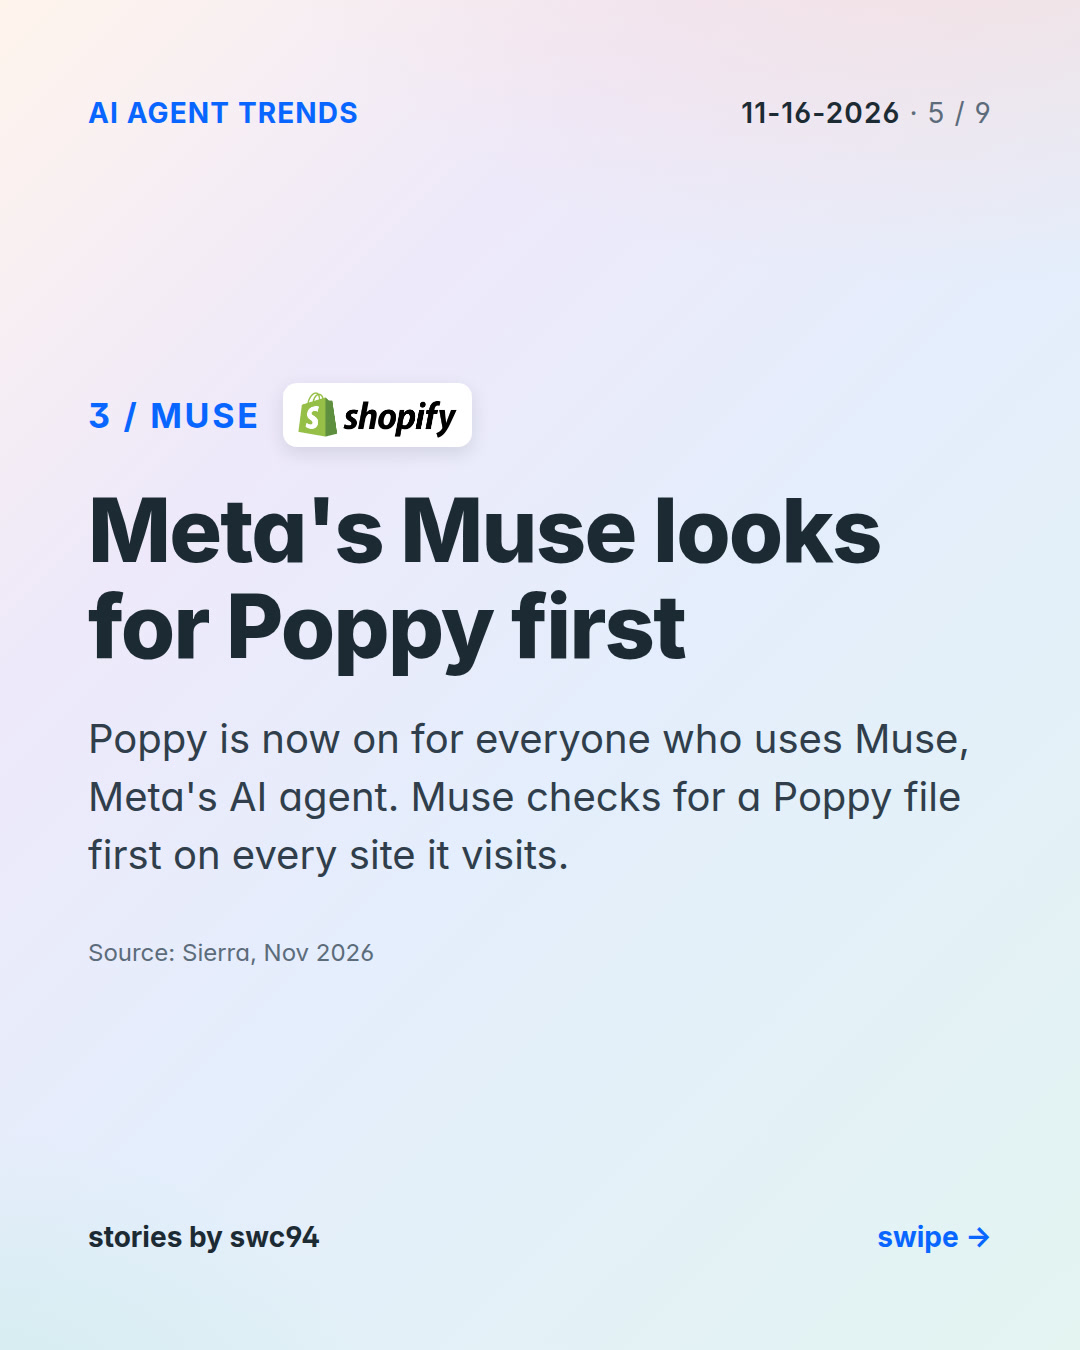 AI AGENT TRENDS
11-16-2026 · 5 / 9
3 / MUSE
shopify
Meta's Muse looks
for Poppy first
Poppy is now on for everyone who uses Muse,
Meta's AI agent. Muse checks for a Poppy file
first on every site it visits.
Source: Sierra, Nov 2026
stories by swc94
swipe →